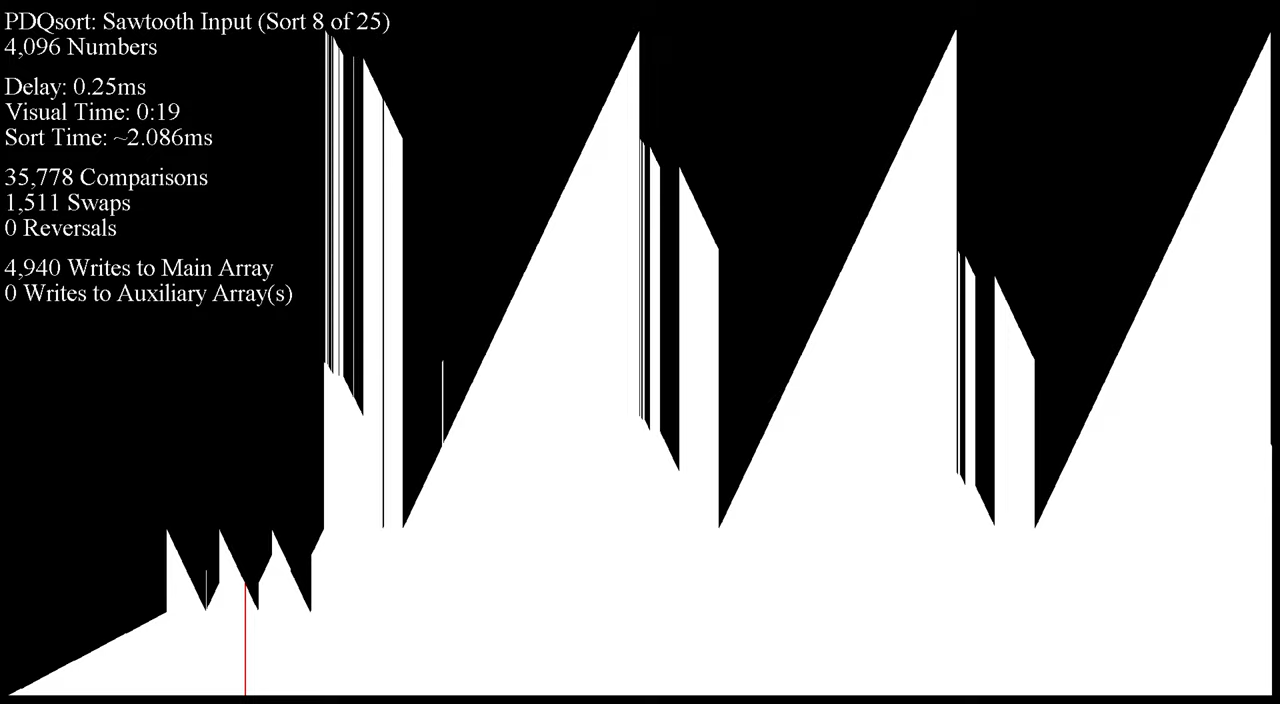 PDQsort: Sawtooth Input (Sort 8 of 25)
4,096 Numbers
Delay: 0.25ms
Visual Time: 0:19
Sort Time: ~2.086ms
35,778 Comparisons
1,511 Swaps
0 Reversals
4,940 Writes to Main Array
0 Writes to Auxiliary Array(s)